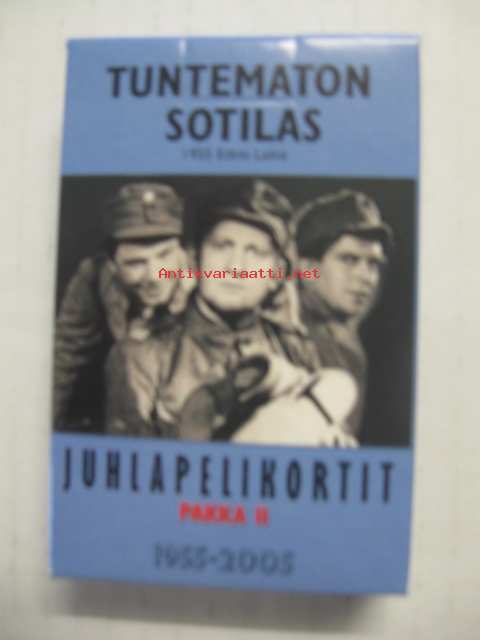 TUNTEMATON
SOTILAS
1955 Edvin Laine
Antikvariaatti.net
JUHLAPELIKORTIT
PAKKA II
1955-2005